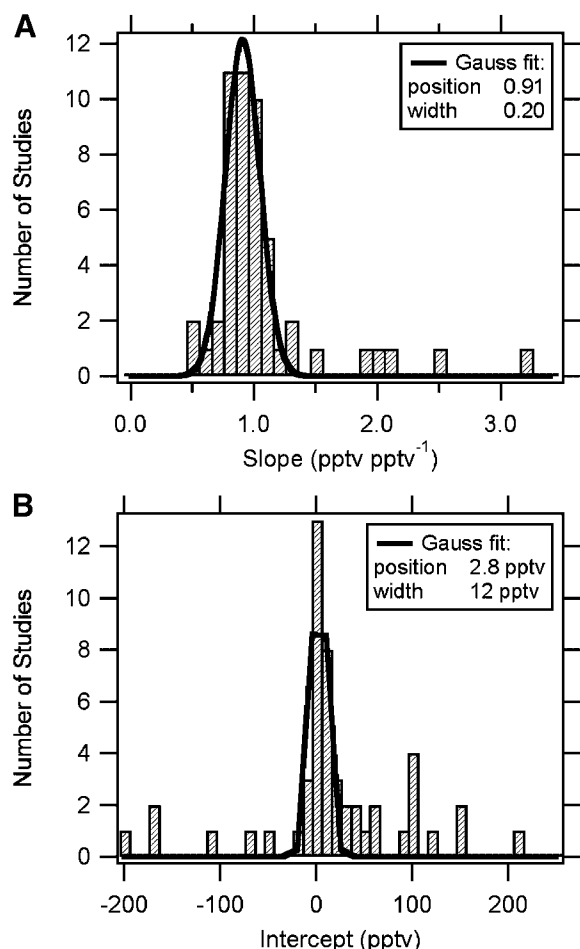 A
12
10
8
6
4
2
0
Number of Studies
Gauss fit:
position 0.91
width 0.20
0.0 1.0 2.0 3.0
Slope (pptv pptv⁻¹)
B
12
10
8
6
4
2
0
Number of Studies
Gauss fit:
position 2.8 pptv
width 12 pptv
-200 -100 0 100 200
Intercept (pptv)